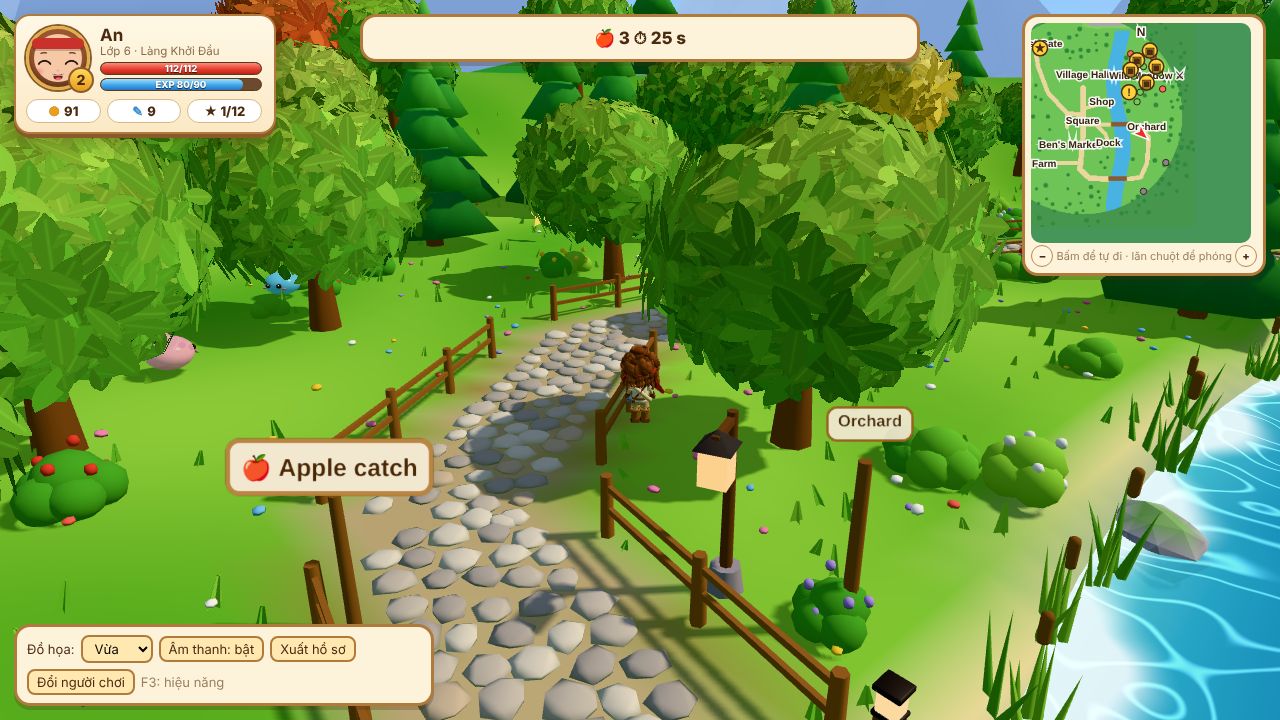 An
Lớp 6 · Làng Khởi Đầu
112/112
2
EXP 80/90
91
9
★ 1/12
3 ⏱ 25 s
N
Village Hall
Shop
Square
Orchard
Ben's Market
Dock
Farm
− Bấm để tự đi · lăn chuột để phóng +
Orchard
Apple catch
Đồ họa: Vừa Âm thanh: bật Xuất hồ sơ
Đổi người chơi F3: hiệu năng